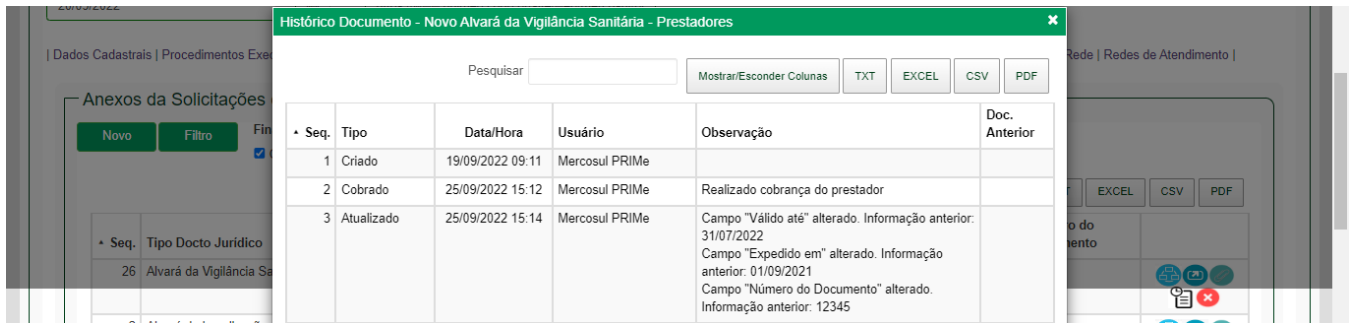 20/09/2022
Histórico Documento - Novo Alvará da Vigilância Sanitária - Prestadores
| Dados Cadastrais | Procedimentos Exe
Rede | Redes de Atendimento |
Pesquisar
Mostrar/Esconder Colunas TXT EXCEL CSV PDF
Anexos da Solicitações
Novo Filtro Fin
Seq. Tipo Data/Hora Usuário Observação Doc. Anterior
1 Criado 19/09/2022 09:11 Mercosul PRIMe
2 Cobrado 25/09/2022 15:12 Mercosul PRIMe Realizado cobrança do prestador
EXCEL CSV PDF
3 Atualizado 25/09/2022 15:14 Mercosul PRIMe Campo "Válido até" alterado. Informação anterior:
31/07/2022
Campo "Expedido em" alterado. Informação
anterior: 01/09/2021
Campo "Número do Documento" alterado.
Informação anterior: 12345
Seq. Tipo Docto Jurídico
o do
mento
26 Alvará da Vigilância Sa